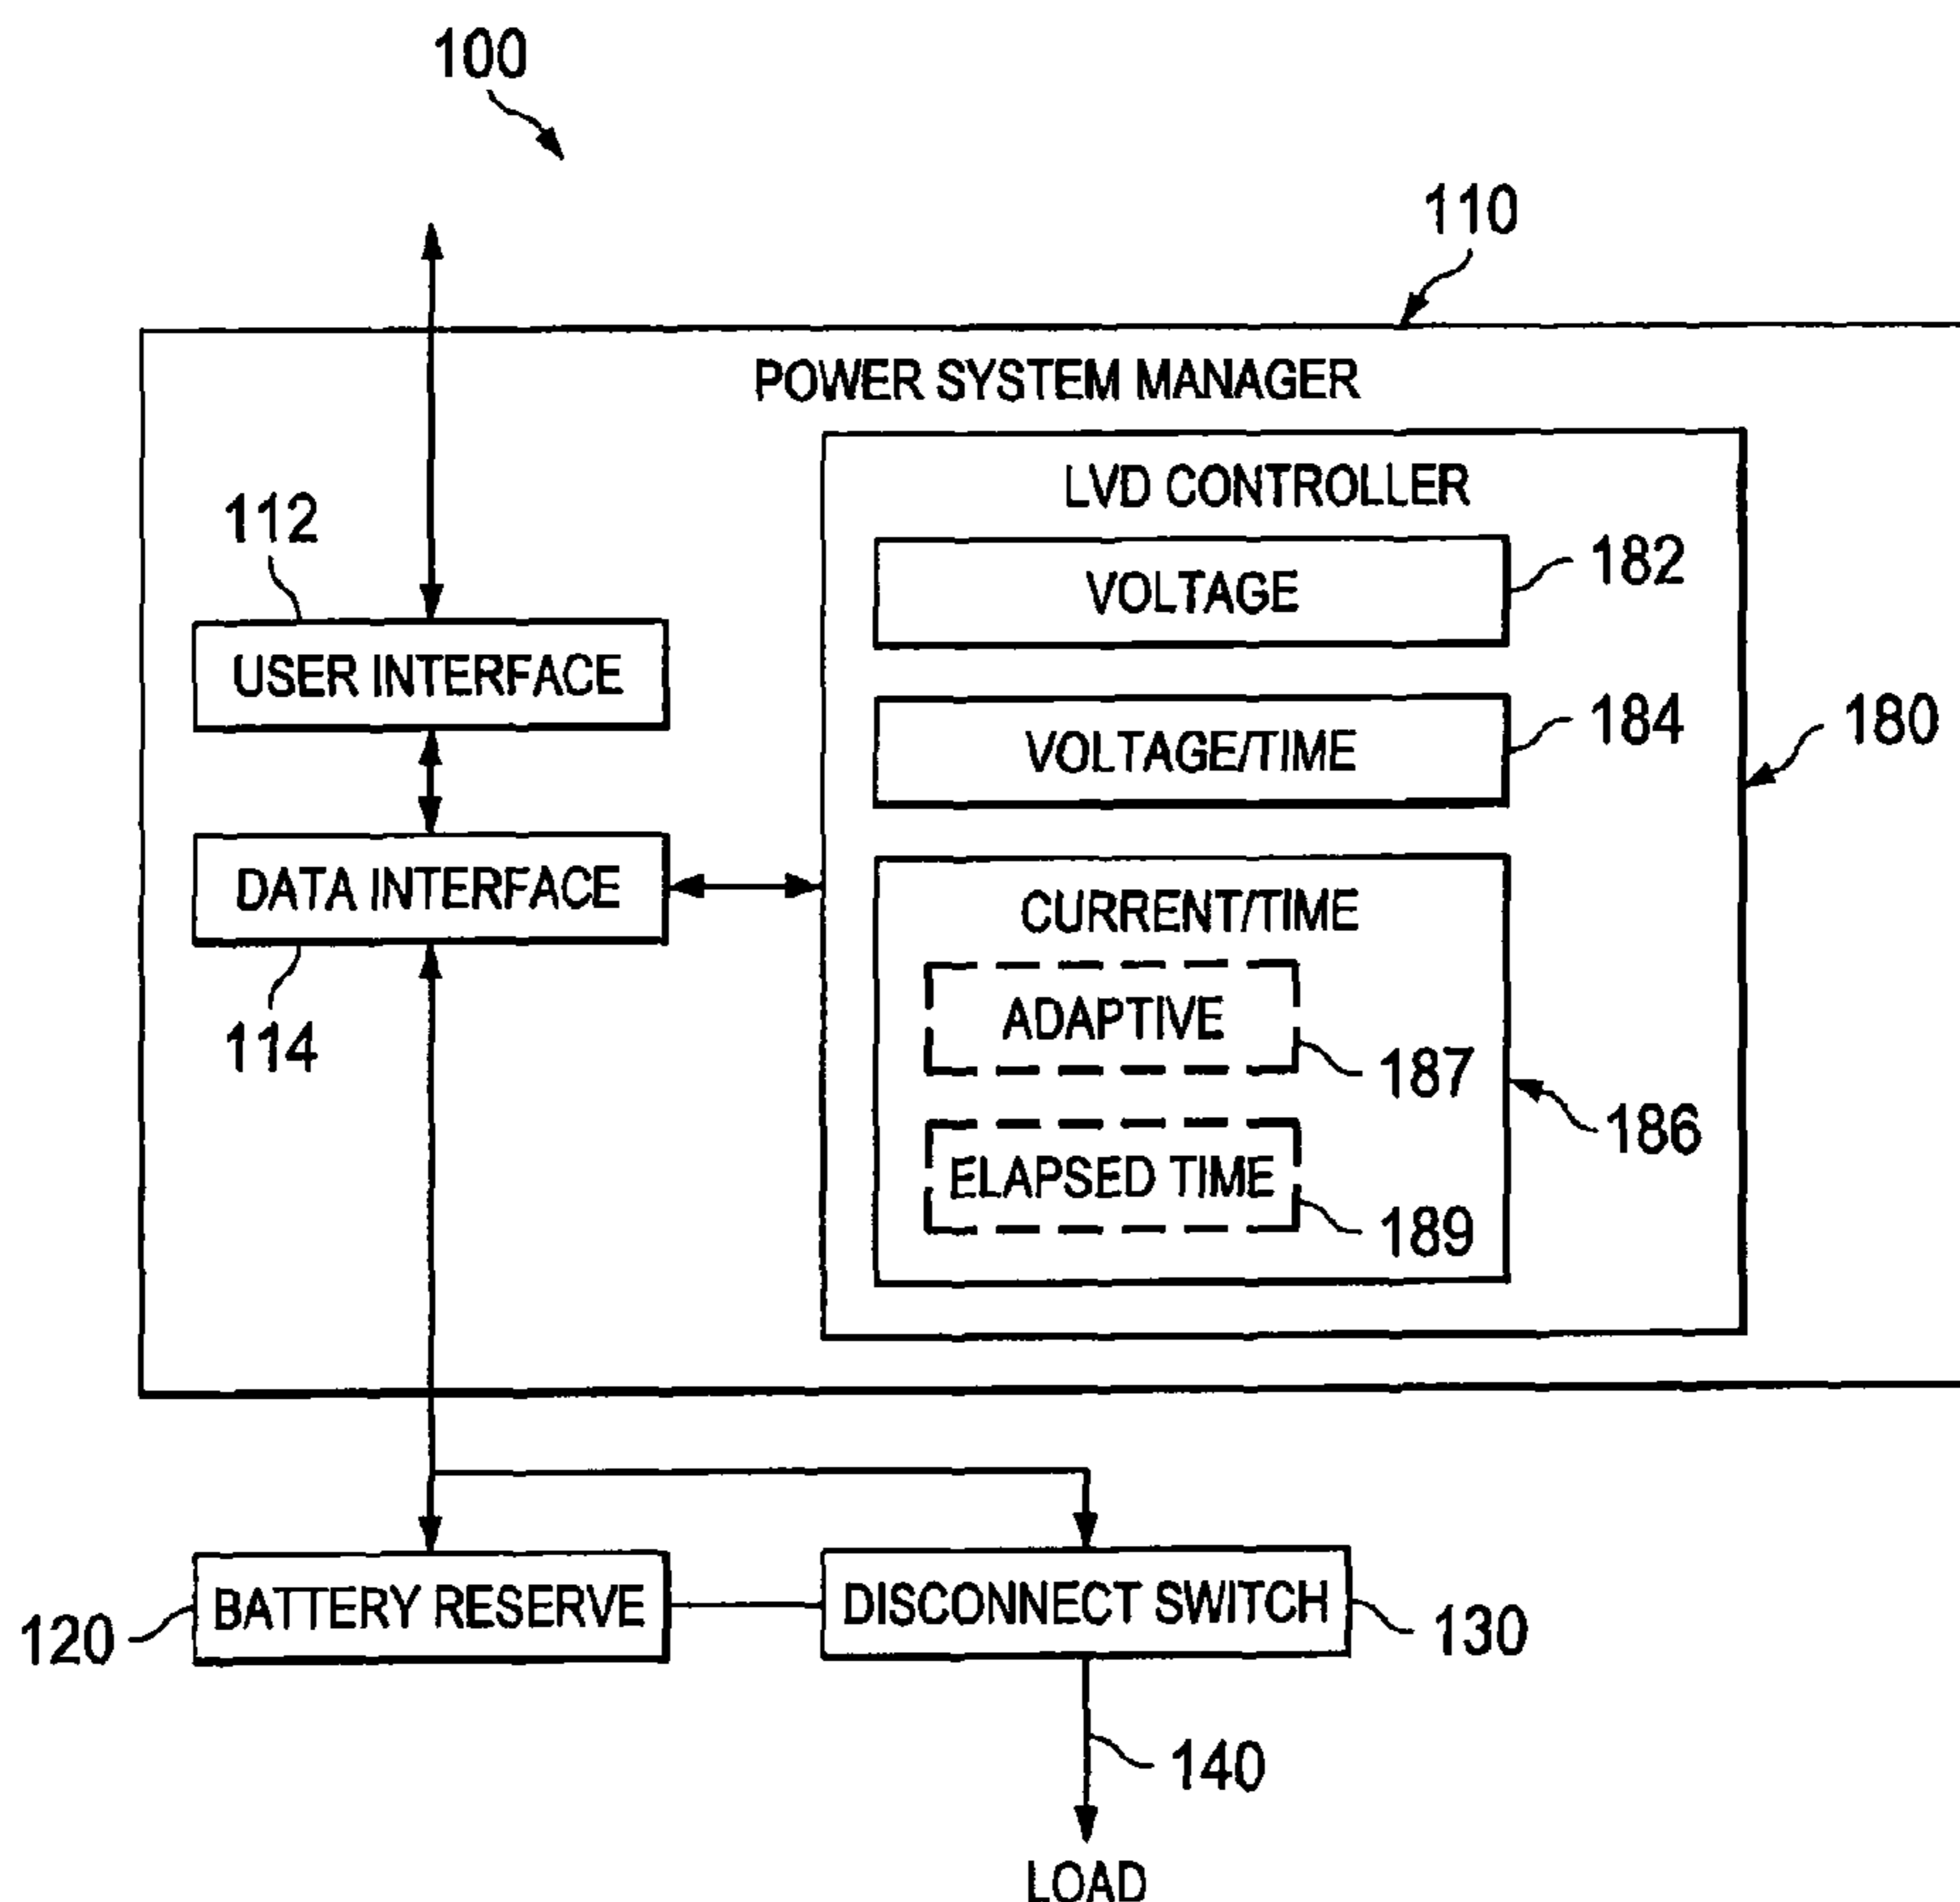 100
110
POWER SYSTEM MANAGER
LVD CONTROLLER
112
VOLTAGE
182
USER INTERFACE
VOLTAGE/TIME
184
180
DATA INTERFACE
CURRENT/TIME
114
ADAPTIVE
187
186
ELAPSED TIME
189
120
BATTERY RESERVE
DISCONNECT SWITCH
130
140
LOAD